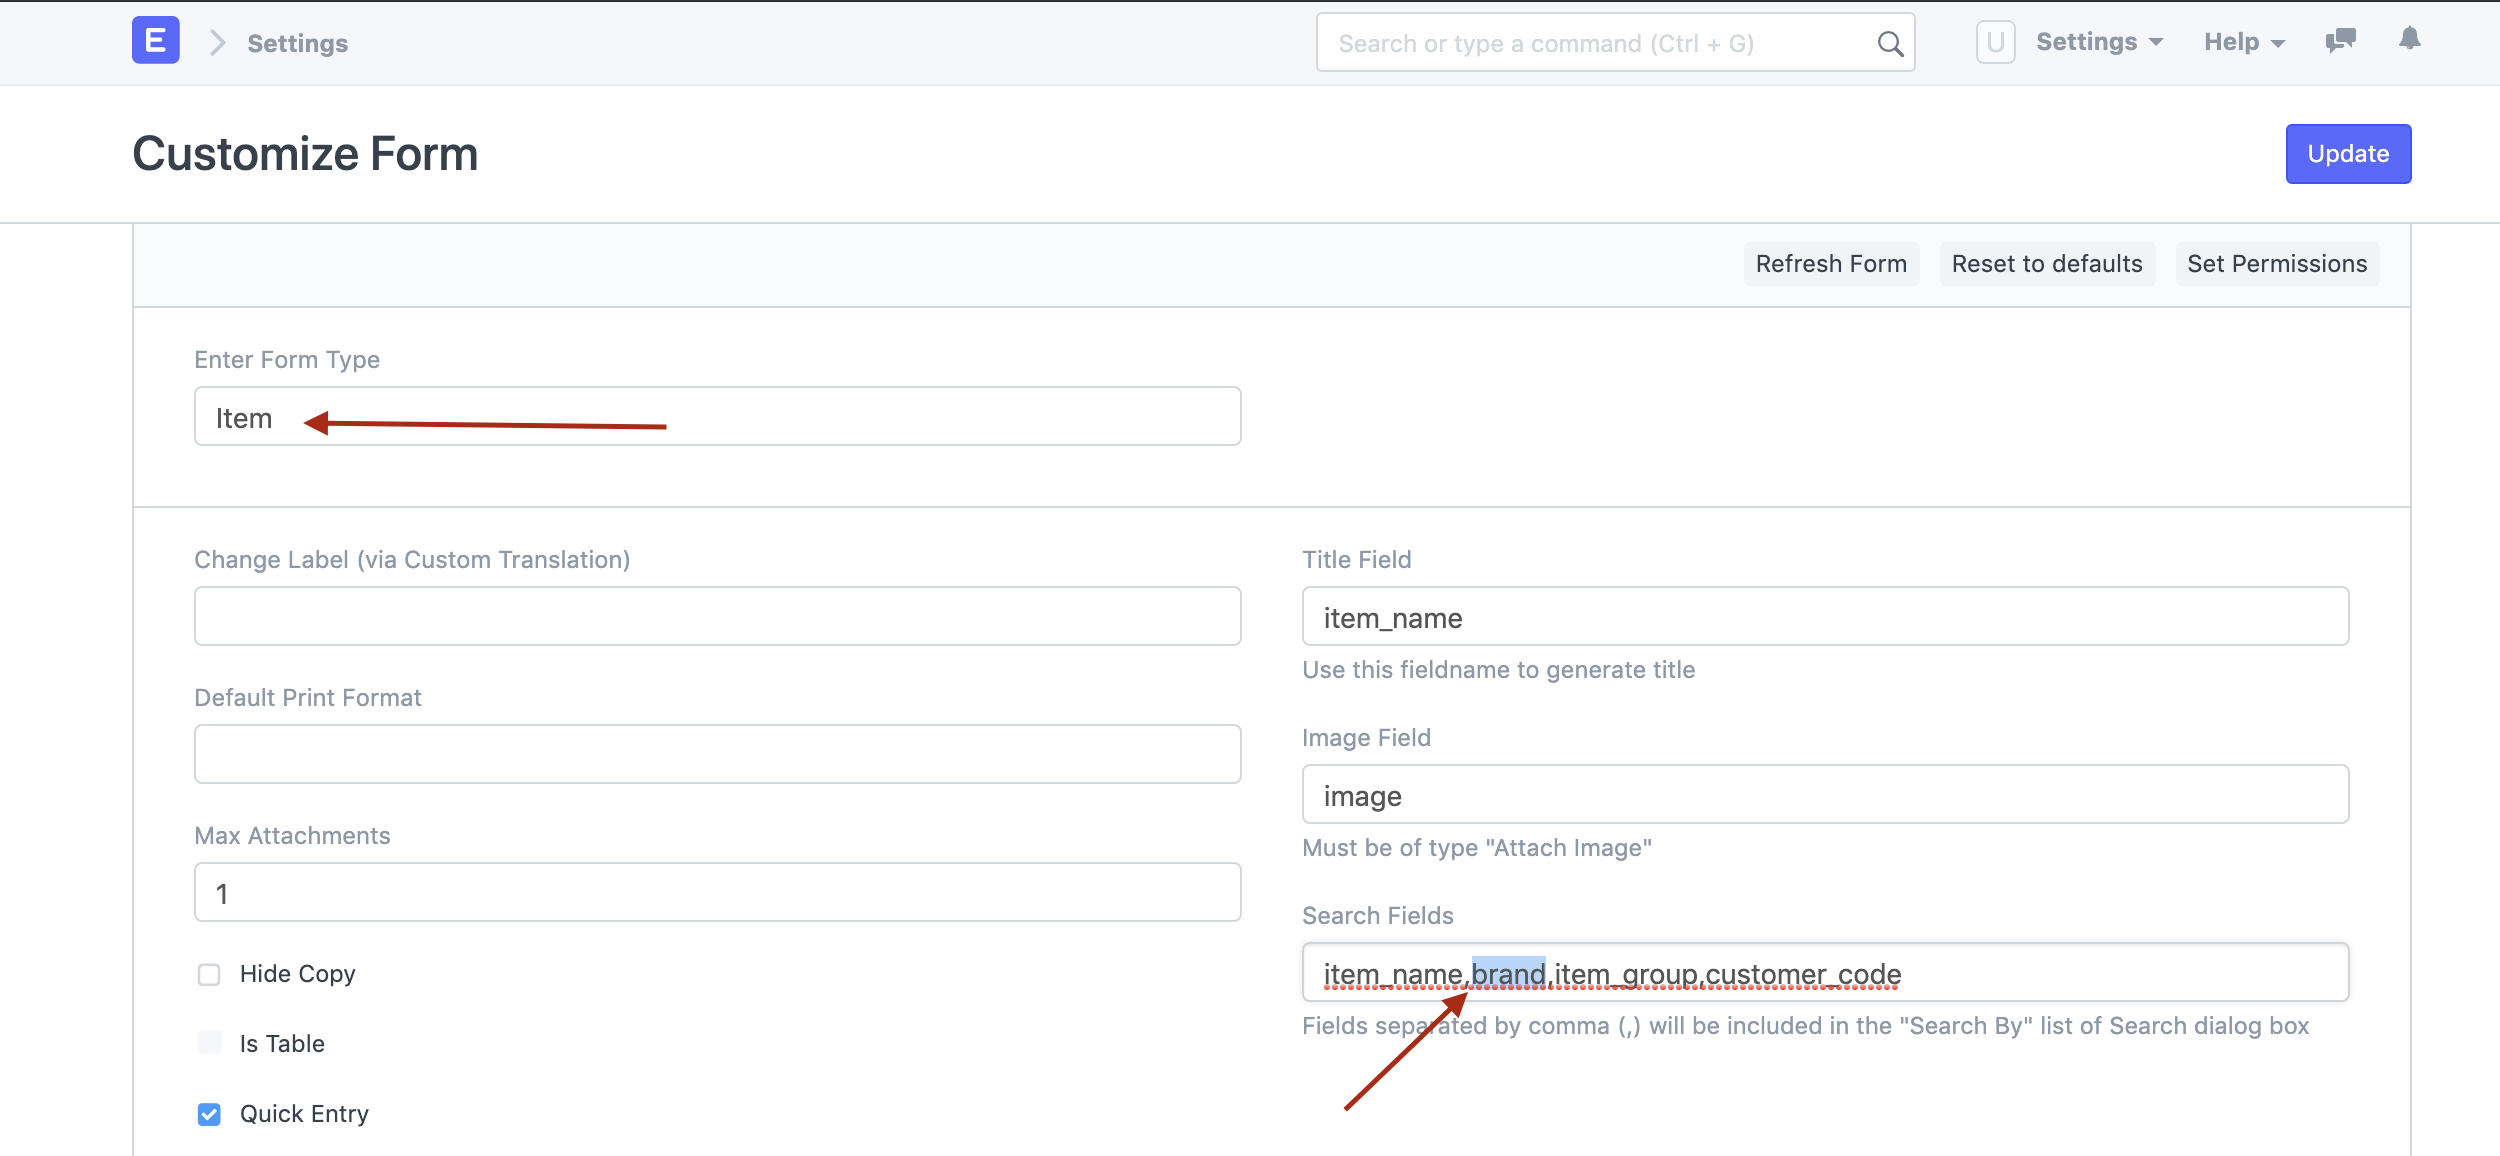 E Settings Search or type a command (Ctrl + G) U Settings Help
Customize Form Update
Refresh Form Reset to defaults Set Permissions
Enter Form Type
Item
Change Label (via Custom Translation)
Default Print Format
Max Attachments
1
Hide Copy
Is Table
Quick Entry
Title Field
item_name
Use this fieldname to generate title
Image Field
image
Must be of type "Attach Image"
Search Fields
item_name,brand,item_group,customer_code
Fields separated by comma (,) will be included in the "Search By" list of Search dialog box